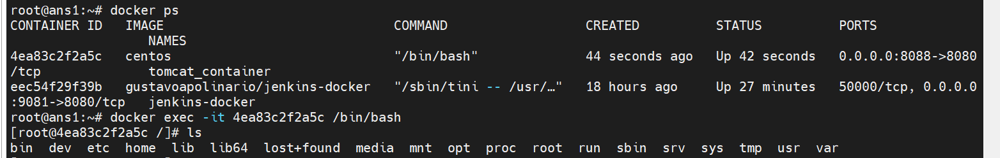 root@ans1:~# docker ps
CONTAINER ID   IMAGE                              COMMAND                  CREATED          STATUS          PORTS
                  NAMES
4ea83c2f2a5c   centos                             "/bin/bash"              44 seconds ago   Up 42 seconds   0.0.0.0:8088->8080
/tcp              tomcat_container
eec54f29f39b   gustavoapolinario/jenkins-docker   "/sbin/tini -- /usr/…"   18 hours ago     Up 27 minutes   50000/tcp, 0.0.0.0
:9081->8080/tcp   jenkins-docker
root@ans1:~# docker exec -it 4ea83c2f2a5c /bin/bash
[root@4ea83c2f2a5c /]# ls
bin  dev  etc  home  lib  lib64  lost+found  media  mnt  opt  proc  root  run  sbin  srv  sys  tmp  usr  var